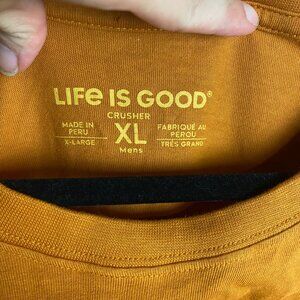 LIFE IS GOOD®
CRUSHER
MADE IN
PERU
X-LARGE
XL
Mens
FABRIQUÉ AU
PÉROU
TRÈS GRAND